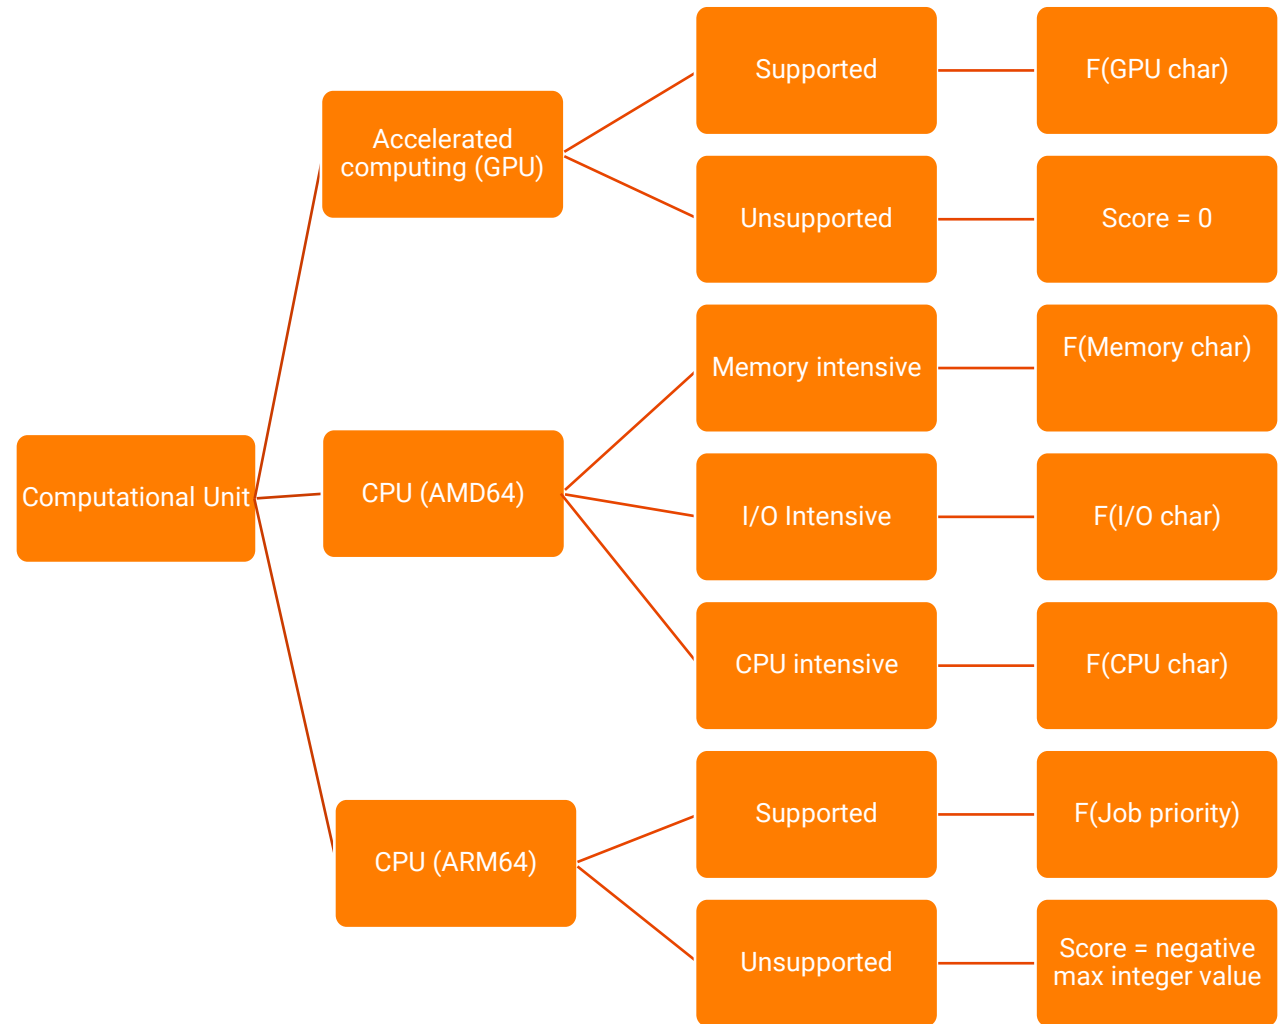 Computational Unit
Accelerated
computing (GPU)
Supported
F(GPU char)
Unsupported
Score = 0
CPU (AMD64)
Memory intensive
F(Memory char)
I/O Intensive
F(I/O char)
CPU intensive
F(CPU char)
CPU (ARM64)
Supported
F(Job priority)
Unsupported
Score = negative
max integer value